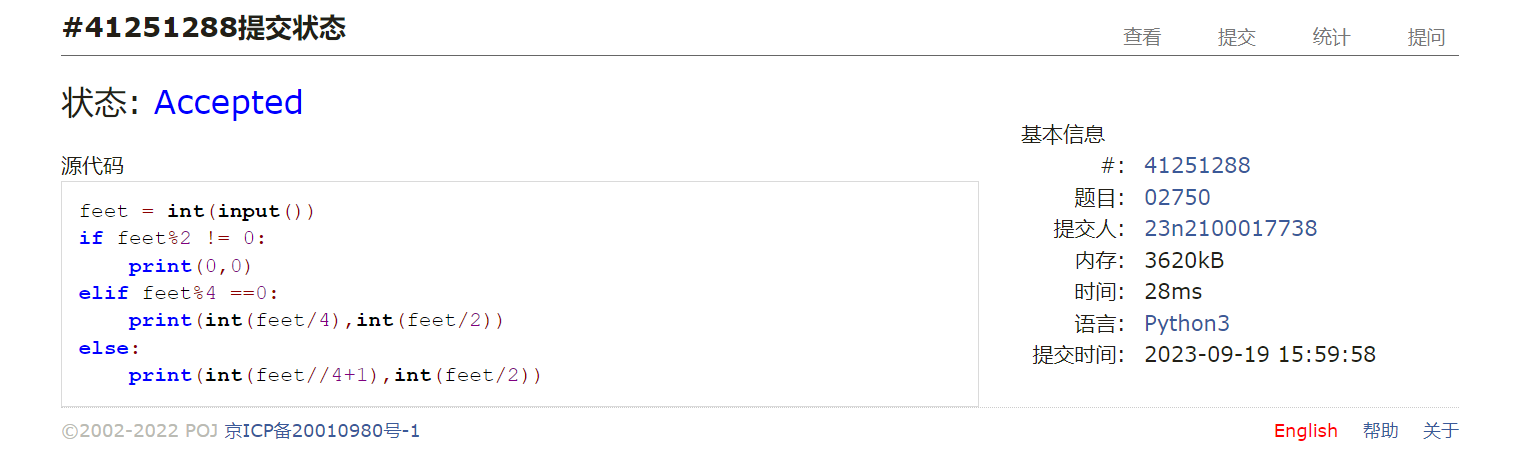 #41251288提交状态
查看 提交 统计 提问
状态: Accepted
源代码
feet = int(input())
if feet%2 != 0:
    print(0,0)
elif feet%4 ==0:
    print(int(feet/4),int(feet/2))
else:
    print(int(feet//4+1),int(feet/2))
基本信息
#: 41251288
题目: 02750
提交人: 23n2100017738
内存: 3620kB
时间: 28ms
语言: Python3
提交时间: 2023-09-19 15:59:58
©2002-2022 POJ 京ICP备20010980号-1
English 帮助 关于